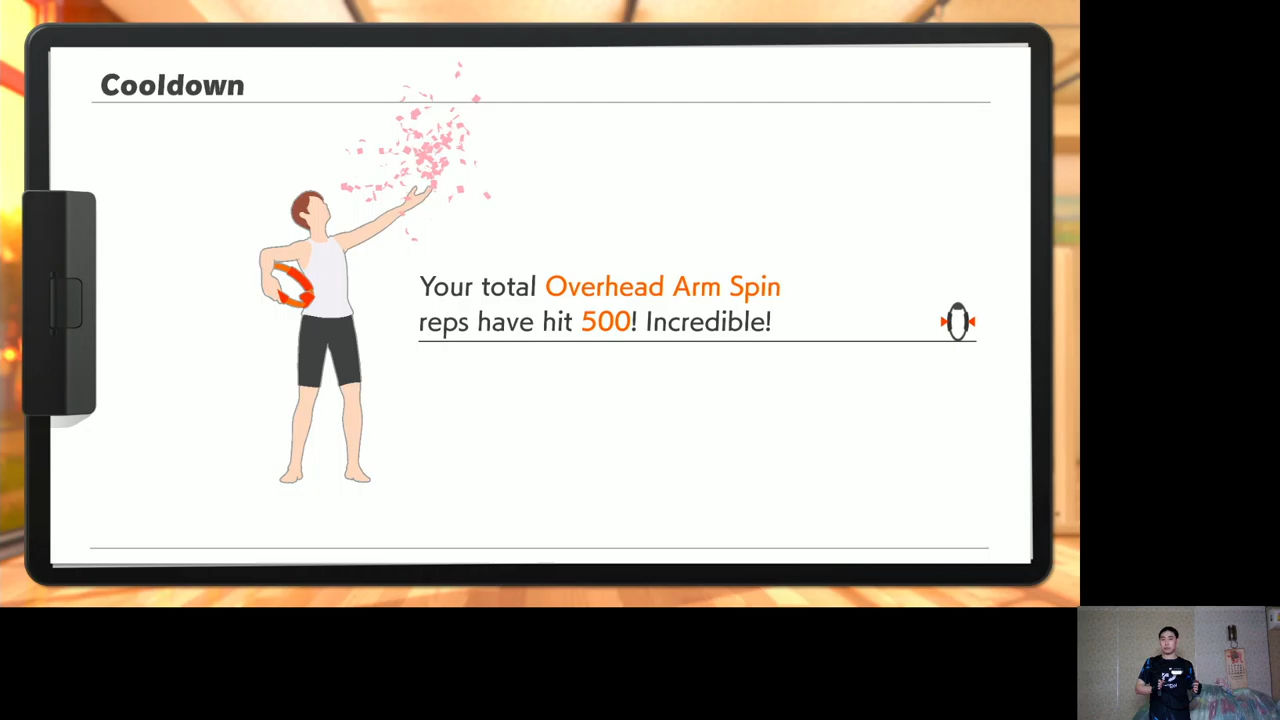 Cooldown
Your total Overhead Arm Spin
reps have hit 500! Incredible!